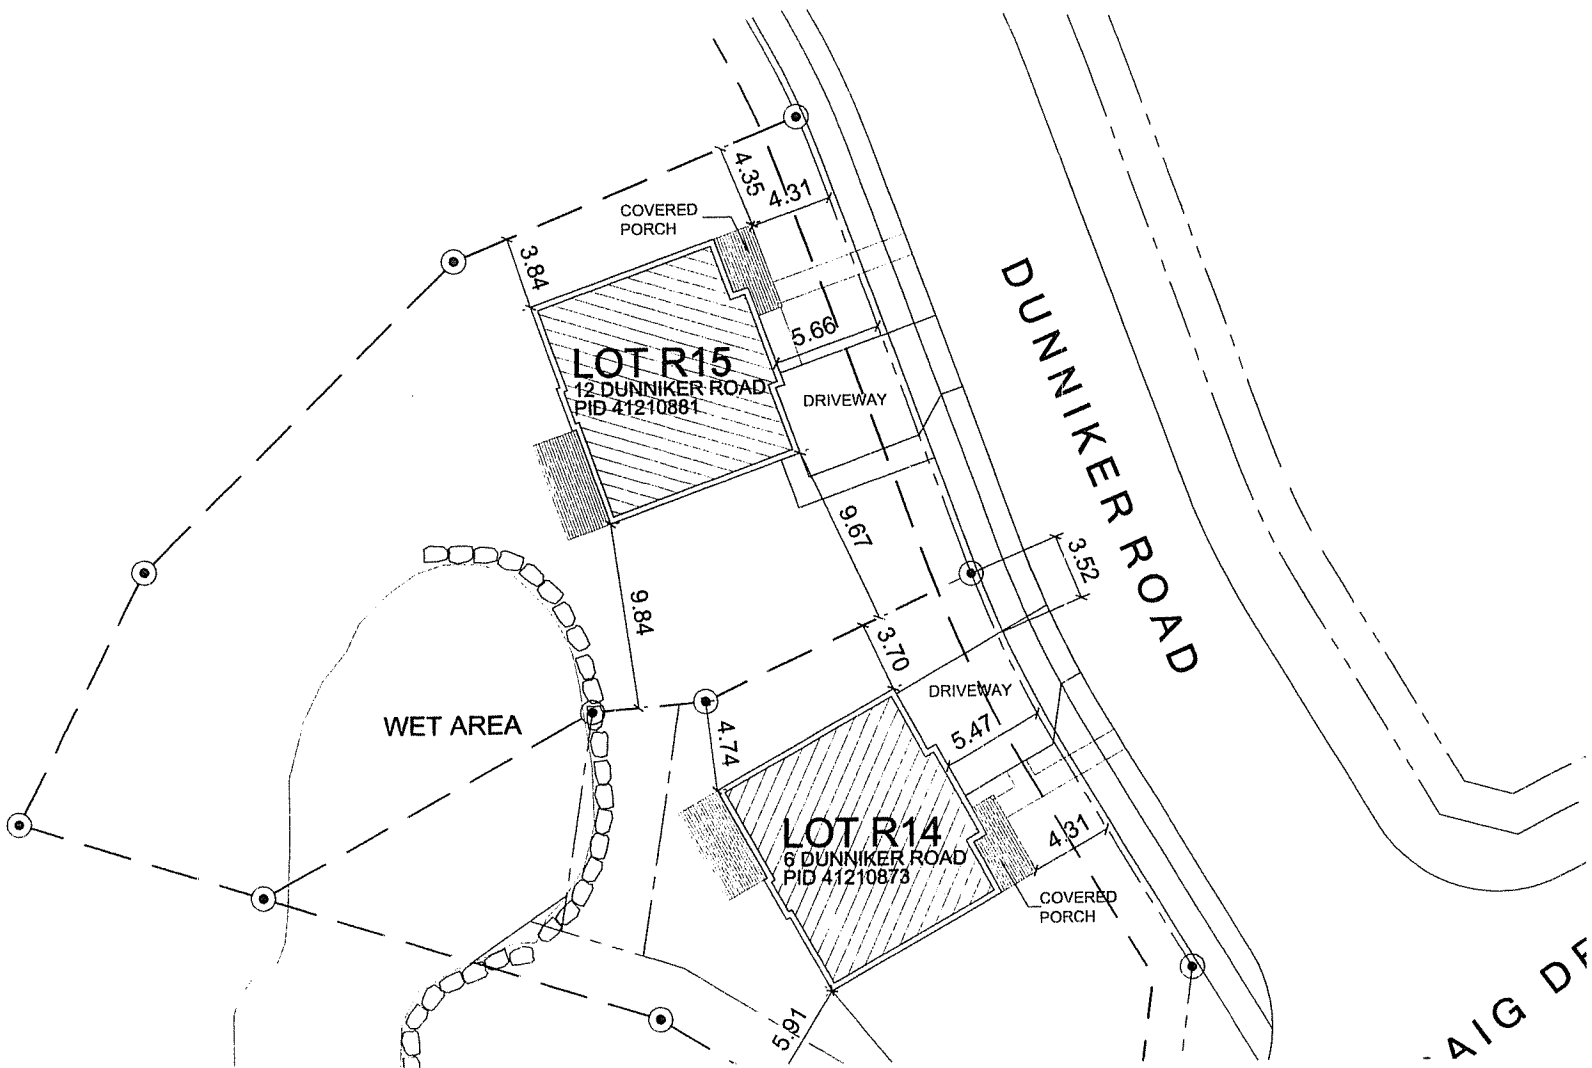 4.35
4.31
COVERED
PORCH
3.84
5.66
LOT R15
12 DUNNIKER ROAD
PID 41210881
DRIVEWAY
DUNNIKER ROAD
9.67
3.52
9.84
3.70
DRIVEWAY
WET AREA
4.74
5.47
LOT R14
6 DUNNIKER ROAD
PID 41210873
4.31
COVERED
PORCH
5.91
AIG